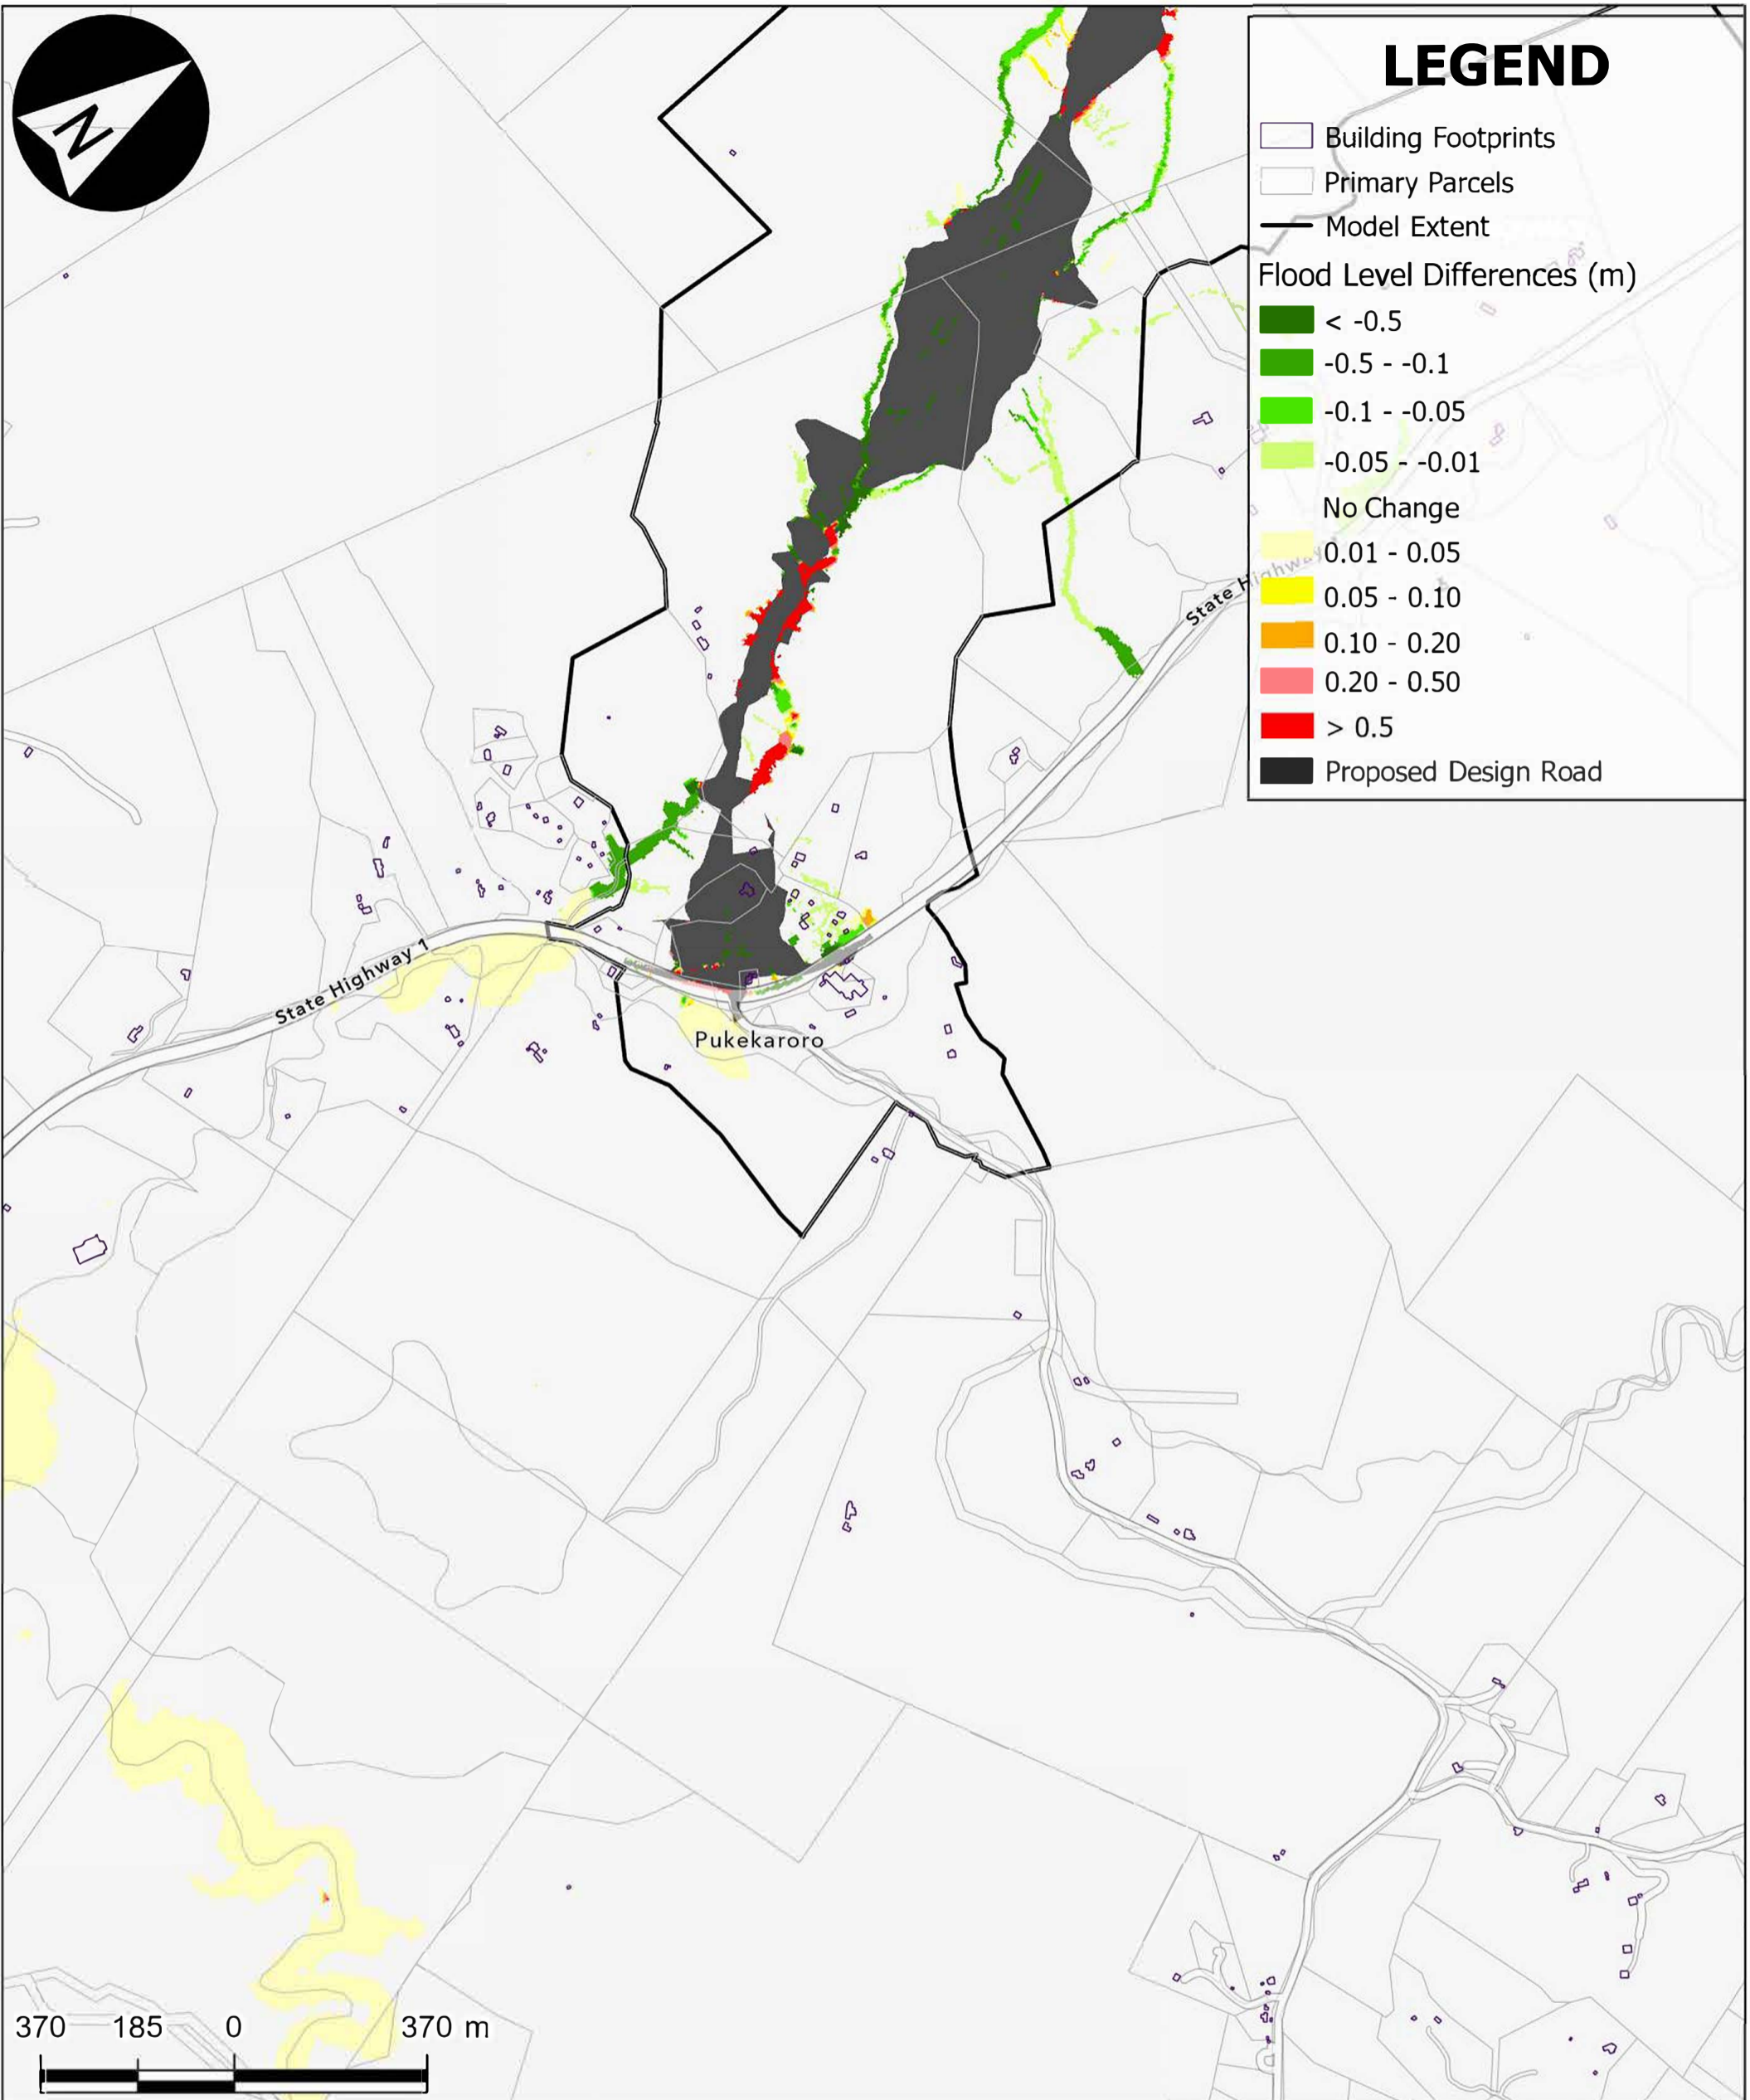 N
LEGEND
Building Footprints
Primary Parcels
Model Extent
Flood Level Differences (m)
< -0.5
-0.5 - -0.1
-0.1 - -0.05
-0.05 - -0.01
No Change
0.01 - 0.05
0.05 - 0.10
0.10 - 0.20
0.20 - 0.50
> 0.5
Proposed Design Road
State Highway
State Highway 1
Pukekaroro
370 185 0 370 m